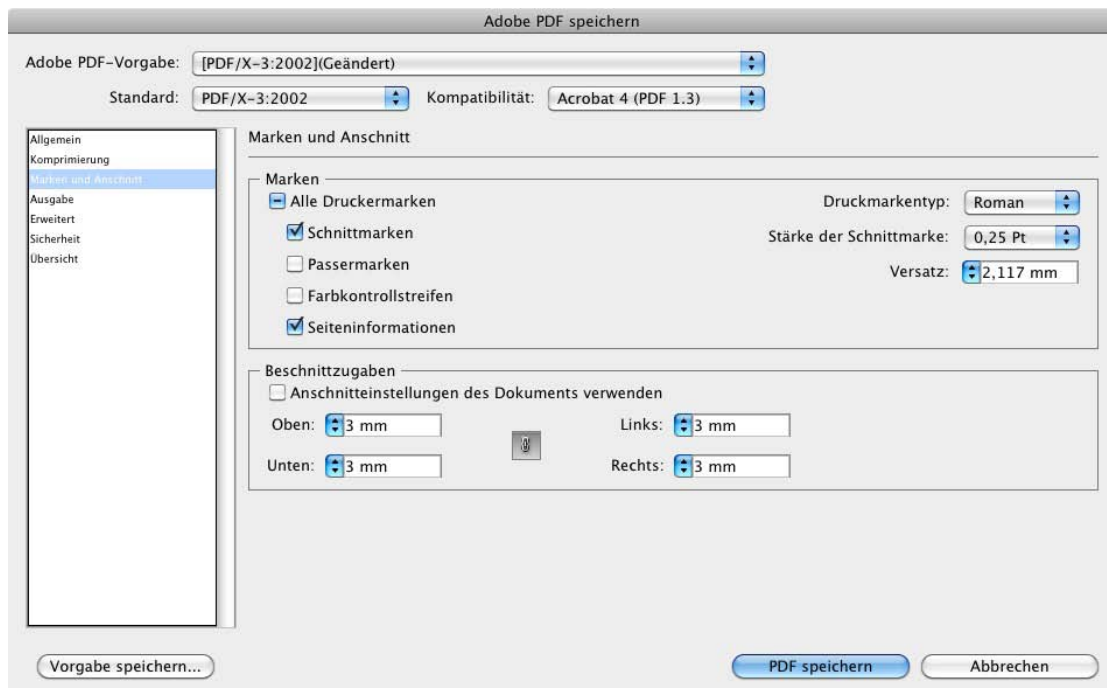 Adobe PDF speichern
Adobe PDF-Vorgabe: [PDF/X-3:2002](Geändert)
Standard: PDF/X-3:2002 Kompatibilität: Acrobat 4 (PDF 1.3)
Allgemein
Komprimierung
Marken und Anschnitt
Ausgabe
Erweitert
Sicherheit
Übersicht
Marken und Anschnitt
Marken
Alle Druckermarken
Schnittmarken
Passermarken
Farbkontrollstreifen
Seiteninformationen
Druckmarkentyp: Roman
Stärke der Schnittmarke: 0,25 Pt
Versatz: 2,117 mm
Beschnittzugaben
Anschnitteinstellungen des Dokuments verwenden
Oben: 3 mm Links: 3 mm
Unten: 3 mm Rechts: 3 mm
Vorgabe speichern... PDF speichern Abbrechen